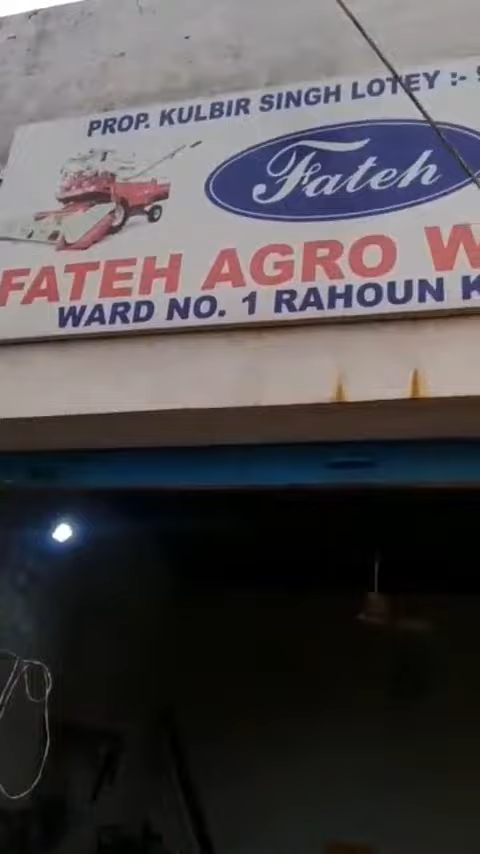 PROP. KULBIR SINGH LOTEY :-
Fateh
FATEH AGRO
WARD NO. 1 RAHOUN